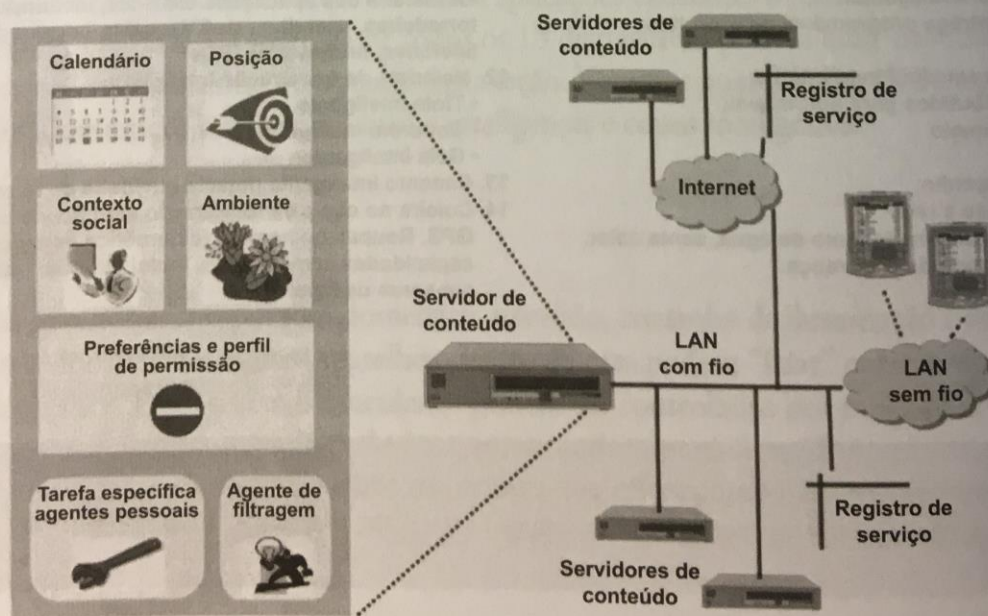 Calendário
Posição
Contexto
social
Ambiente
Preferências e perfil
de permissão
Tarefa específica
agentes pessoais
Agente de
filtragem
Servidores de
conteúdo
Registro de
serviço
Internet
Servidor de
conteúdo
LAN
com fio
LAN
sem fio
Registro de
serviço
Servidores de
conteúdo